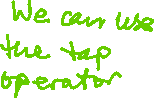 We can use
the tap
operator